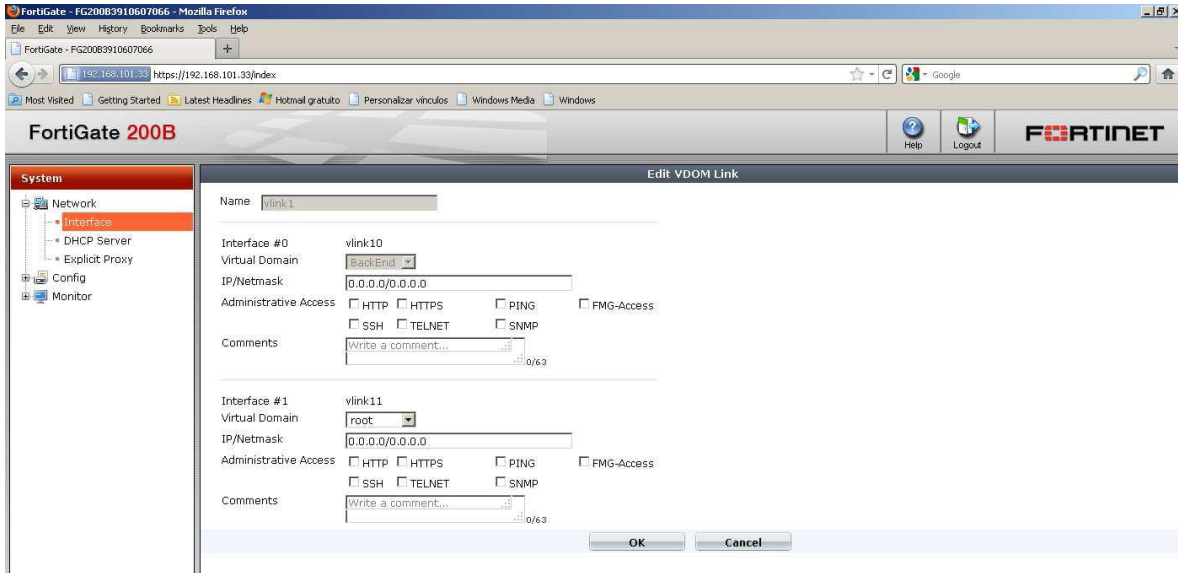 FortiGate - FG200B3910607066 - Mozilla Firefox
File Edit View History Bookmarks Tools Help
FortiGate - FG200B3910607066 +
192.168.101.33 https://192.168.101.33/index
Google
Most Visited Getting Started Latest Headlines Hotmail gratuito Personalizar vínculos Windows Media Windows
FortiGate 200B
Help
Logout
FORTINET
System
Network
Interface
DHCP Server
Explicit Proxy
Config
Monitor
Edit VDOM Link
Name vlink1
Interface #0 vlink10
Virtual Domain BackEnd
IP/Netmask 0.0.0.0/0.0.0.0
Administrative Access HTTP HTTPS PING FMG-Access
SSH TELNET SNMP
Comments Write a comment...
0/63
Interface #1 vlink11
Virtual Domain root
IP/Netmask 0.0.0.0/0.0.0.0
Administrative Access HTTP HTTPS PING FMG-Access
SSH TELNET SNMP
Comments Write a comment...
0/63
OK Cancel